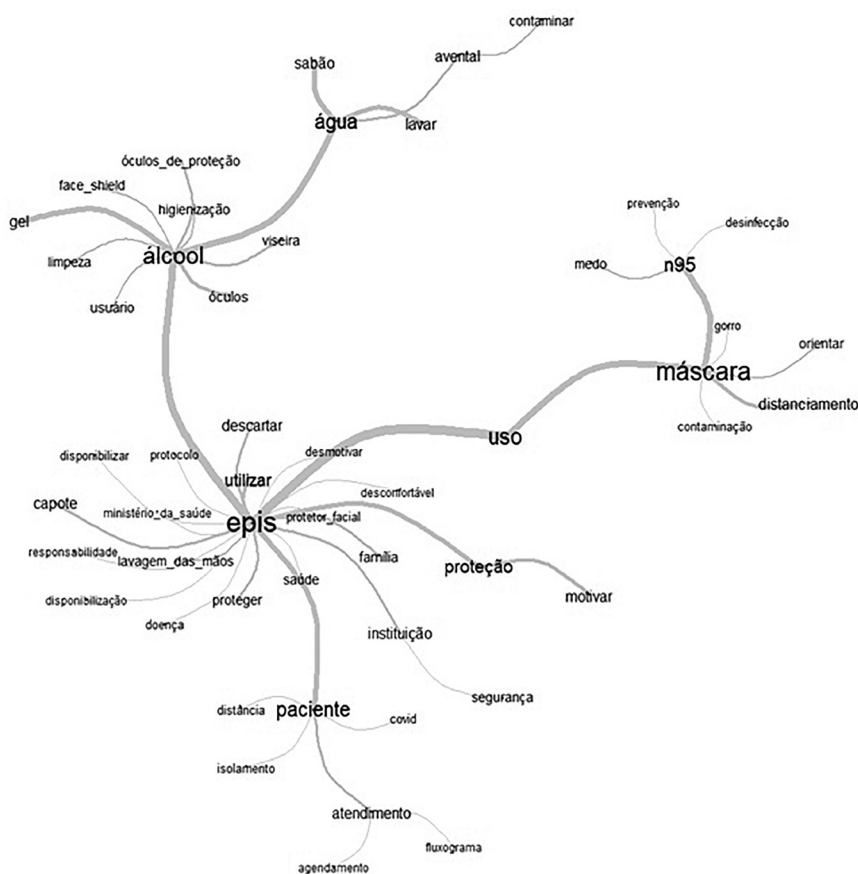 contaminar
avental
sabão
água
lavar
óculos_de_proteção
face_shield
higienização
gel
álcool
viseira
limpeza
óculos
usuário
prevenção
desinfecção
medo
n95
gorro
orientar
máscara
distanciamento
contaminação
uso
descartar
desmotivar
disponibilizar
protocolo
utilizar
desconfortável
capote
ministério_da_saúde
epis
protetor_facial
responsabilidade
lavagem_das_mãos
família
proteção
saúde
motivar
disponibilização
proteger
doença
instituição
segurança
distância
paciente
covid
isolamento
atendimento
fluxograma
agendamento